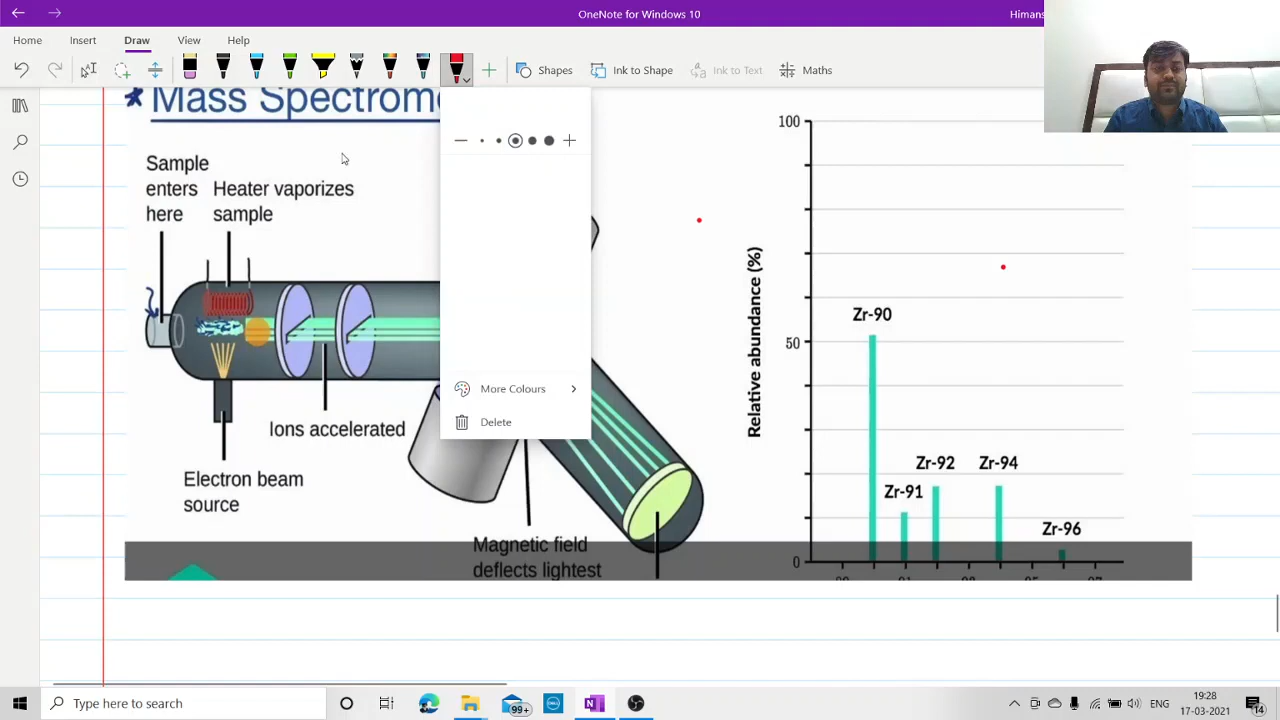 OneNote for Windows 10
Himans
Home Insert Draw View Help
Shapes Ink to Shape Ink to Text Maths
Mass Spectrome
Sample
enters
here
Heater vaporizes
sample
Ions accelerated
Electron beam
source
Magnetic field
deflects lightest
More Colours
Delete
100
50
0
Relative abundance (%)
Zr-90
Zr-91
Zr-92
Zr-94
Zr-96
Type here to search
99+
DELL
19:28
17-03-2021
14